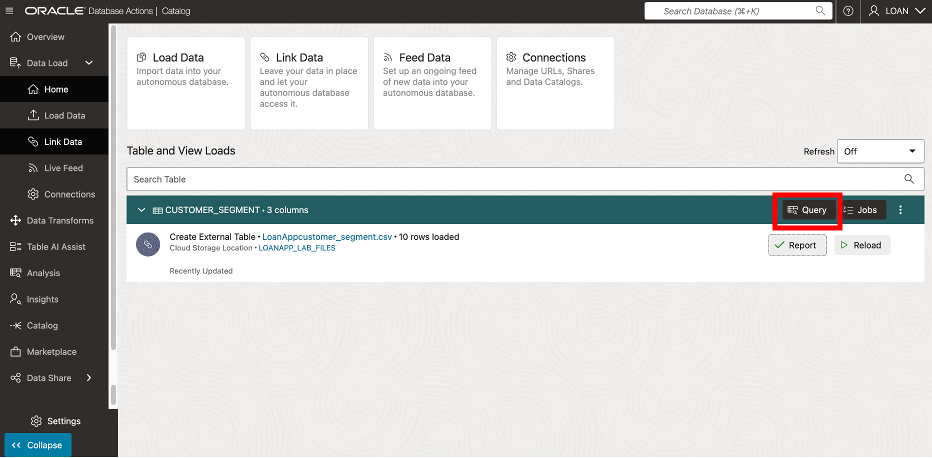 ORACLE Database Actions | Catalog
Search Database (⌘+K)
LOAN
Overview
Data Load
Home
Load Data
Link Data
Live Feed
Connections
Data Transforms
Table AI Assist
Analysis
Insights
Catalog
Marketplace
Data Share
Settings
Collapse
Load Data
Import data into your
autonomous database.
Link Data
Leave your data in place
and let your
autonomous database
access it.
Feed Data
Set up an ongoing feed
of new data into your
autonomous database.
Connections
Manage URLs, Shares
and Data Catalogs.
Table and View Loads
Refresh Off
Search Table
CUSTOMER_SEGMENT • 3 columns
Query
Jobs
Create External Table • LoanAppcustomer_segment.csv • 10 rows loaded
Cloud Storage Location • LOANAPP_LAB_FILES
Report
Reload
Recently Updated